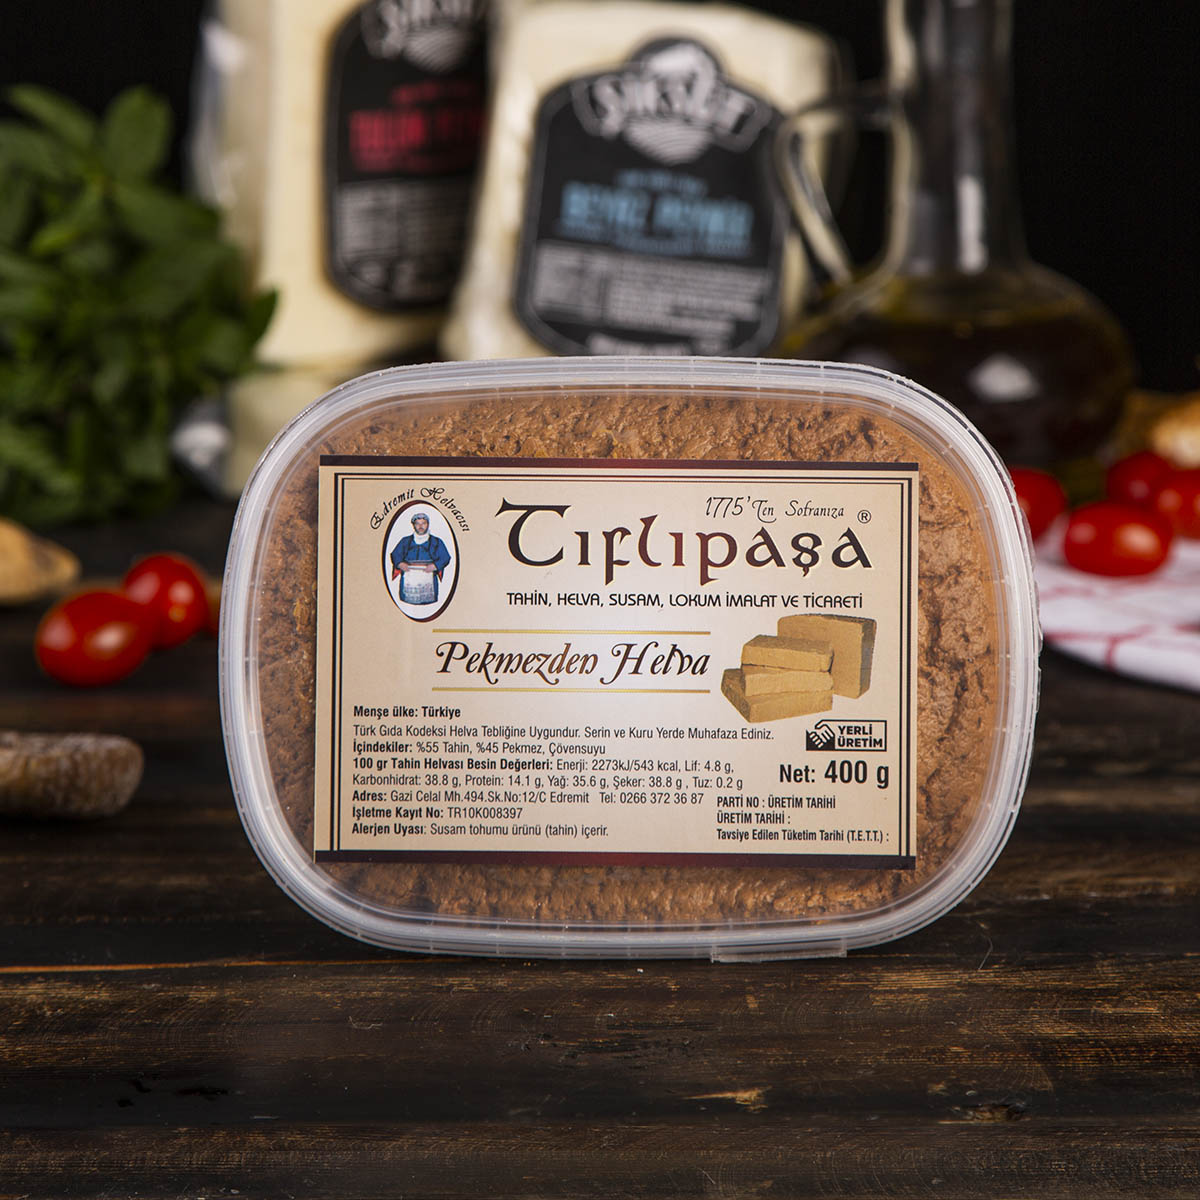 BEYAZ PEYNİR
Edremit Helvacısı
1775'Ten Sofranıza
Tıflıpaşa ®
TAHİN, HELVA, SUSAM, LOKUM İMALAT VE TİCARETİ
Pekmezden Helva
Menşe ülke: Türkiye
Türk Gıda Kodeksi Helva Tebliğine Uygundur. Serin ve Kuru Yerde Muhafaza Ediniz.
İçindekiler: %55 Tahin, %45 Pekmez, Çövensuyu
100 gr Tahin Helvası Besin Değerleri: Enerji: 2273kJ/543 kcal, Lif: 4.8 g,
Karbonhidrat: 38.8 g, Protein: 14.1 g, Yağ: 35.6 g, Şeker: 38.8 g , Tuz: 0.2 g
Adres: Gazi Celal Mh.494.Sk.No:12/C Edremit Tel: 0266 372 36 87
İşletme Kayıt No: TR10K008397
Alerjen Uyası: Susam tohumu ürünü (tahin) içerir.
YERLİ
ÜRETİM
Net: 400 g
PARTİ NO : ÜRETİM TARİHİ
ÜRETİM TARİHİ :
Tavsiye Edilen Tüketim Tarihi (T.E.T.T.) :